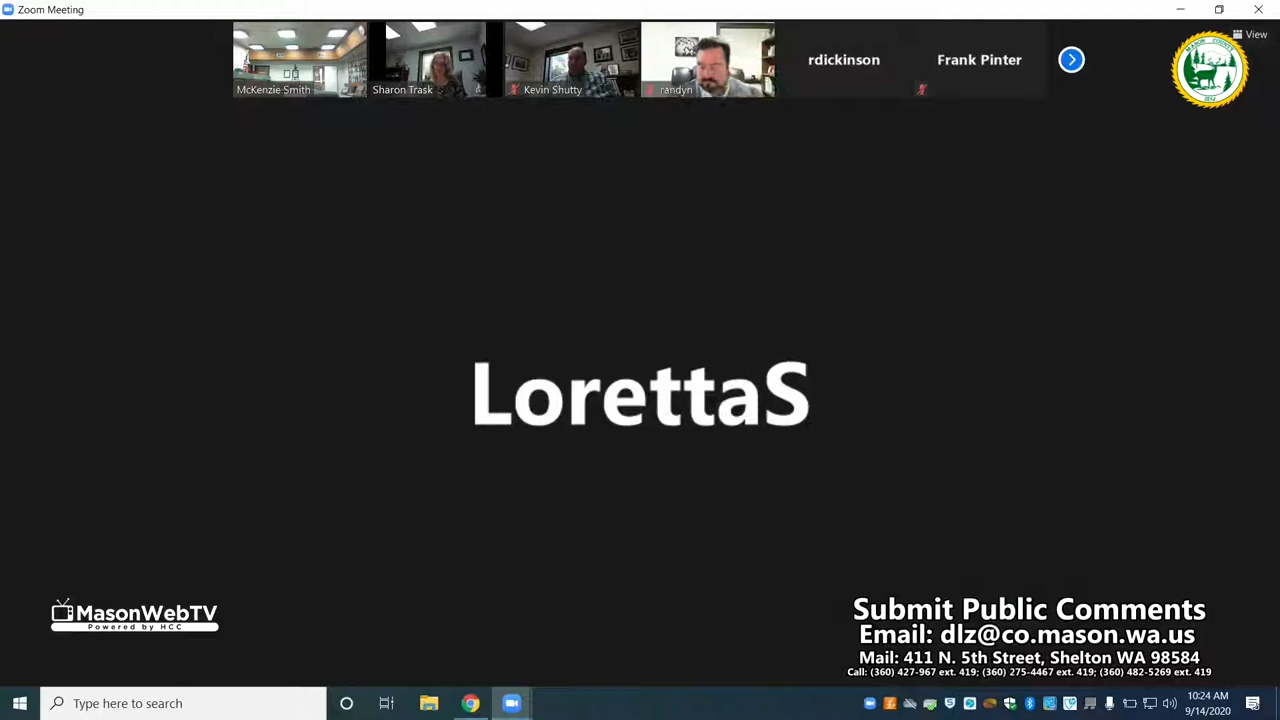 Zoom Meeting
View
McKenzie Smith
Sharon Trask
Kevin Shutty
randyn
rdickinson
Frank Pinter
MASON COUNTY
1854
LorettaS
MasonWebTV
Powered by HCC
Submit Public Comments
Email: dlz@co.mason.wa.us
Mail: 411 N. 5th Street, Shelton WA 98584
Call: (360) 427-967 ext. 419; (360) 275-4467 ext. 419; (360) 482-5269 ext. 419
Type here to search
10:24 AM
9/14/2020